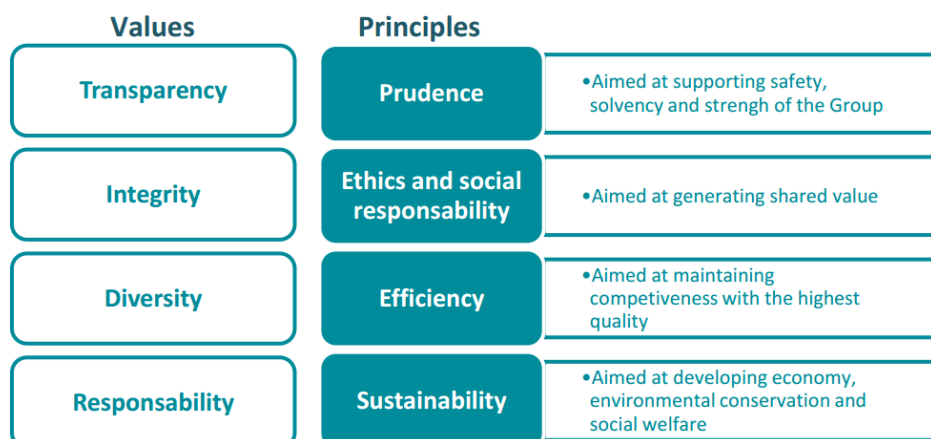 Values
Principles
Transparency
Prudence
•Aimed at supporting safety,
solvency and strengh of the Group
Integrity
Ethics and social
responsability
•Aimed at generating shared value
Diversity
Efficiency
•Aimed at maintaining
competiveness with the highest
quality
Responsability
Sustainability
•Aimed at developing economy,
environmental conservation and
social welfare